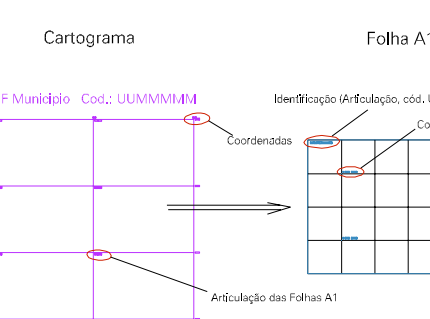 Cartograma
Folha A1
F Municipio Cod.: UUMMMMM
Identificação (Articulação, cód. U
Co
Coordenadas
Articulação das Folhas A1